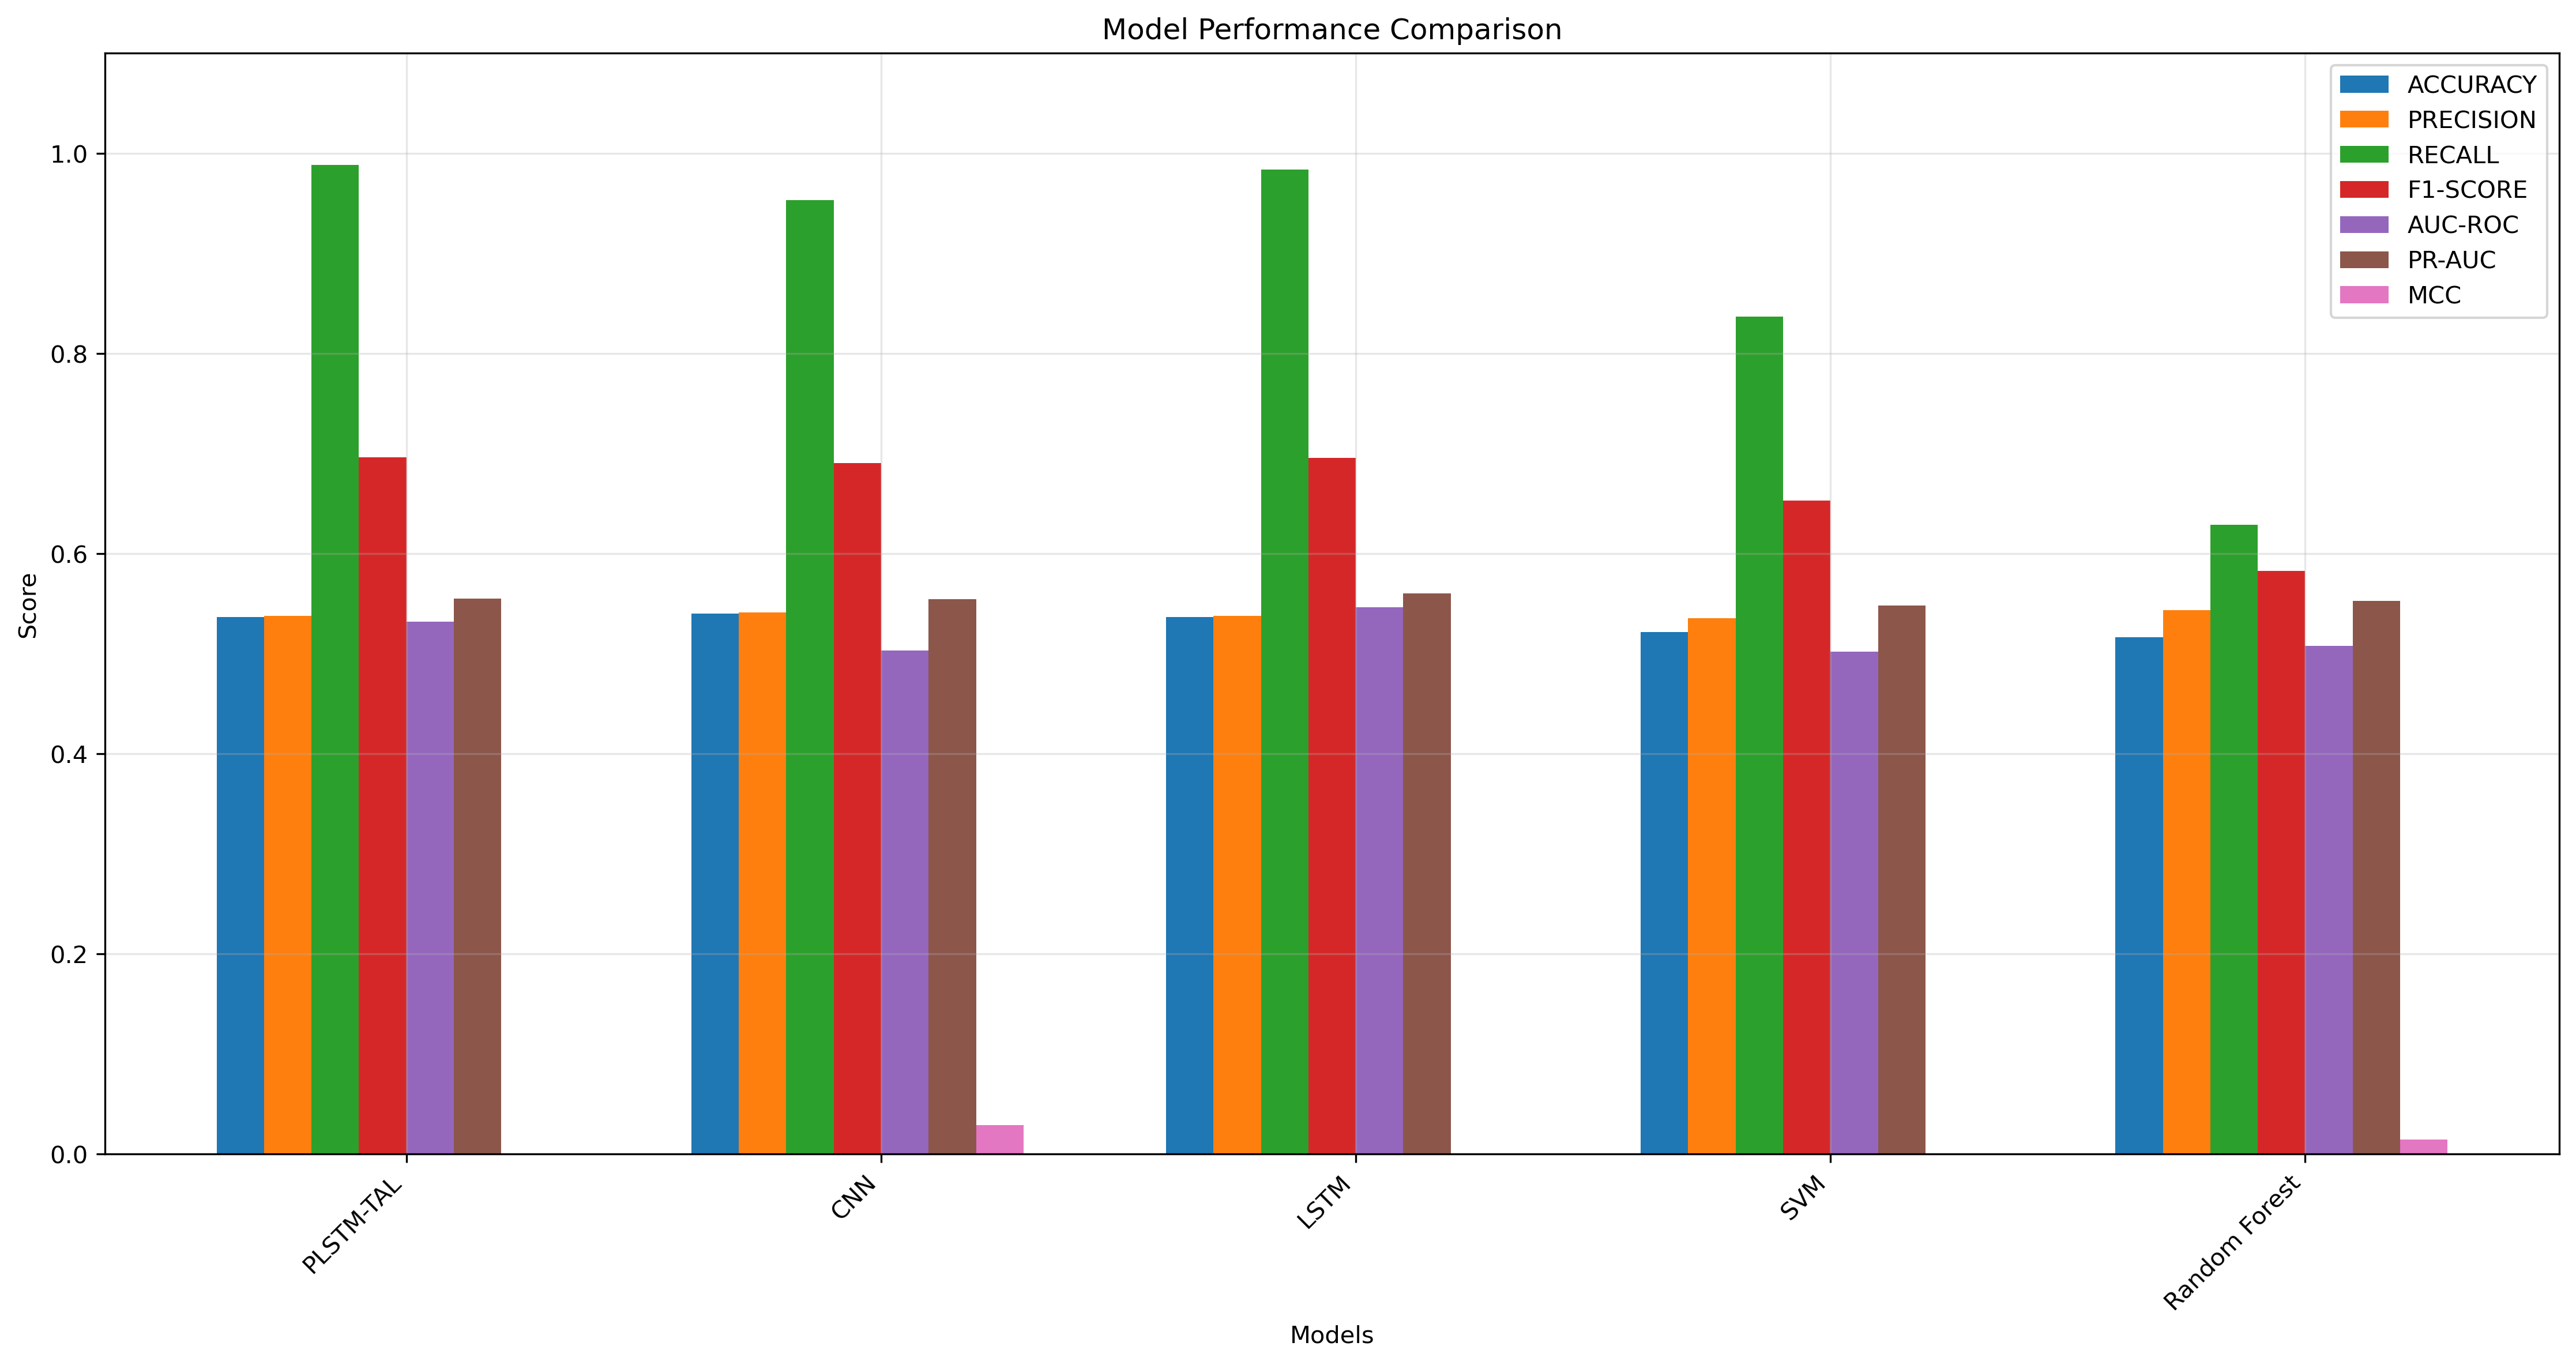 Model Performance Comparison
ACCURACY
PRECISION
RECALL
F1-SCORE
AUC-ROC
PR-AUC
MCC
1.0
0.8
0.6
0.4
0.2
0.0
Score
PLSTM-TAL
CNN
LSTM
SVM
Random Forest
Models